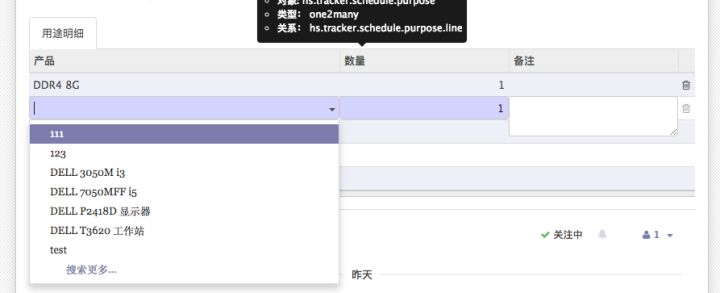 对象: hs.tracker.schedule.purpose
类型: one2many
关系: hs.tracker.schedule.purpose.line
用途明细
产品 数量 备注
DDR4 8G 1
1
111
123
DELL 3050M i3
DELL 7050MFF i5
DELL P2418D 显示器
DELL T3620 工作站
test
搜索更多...
关注中 1
昨天